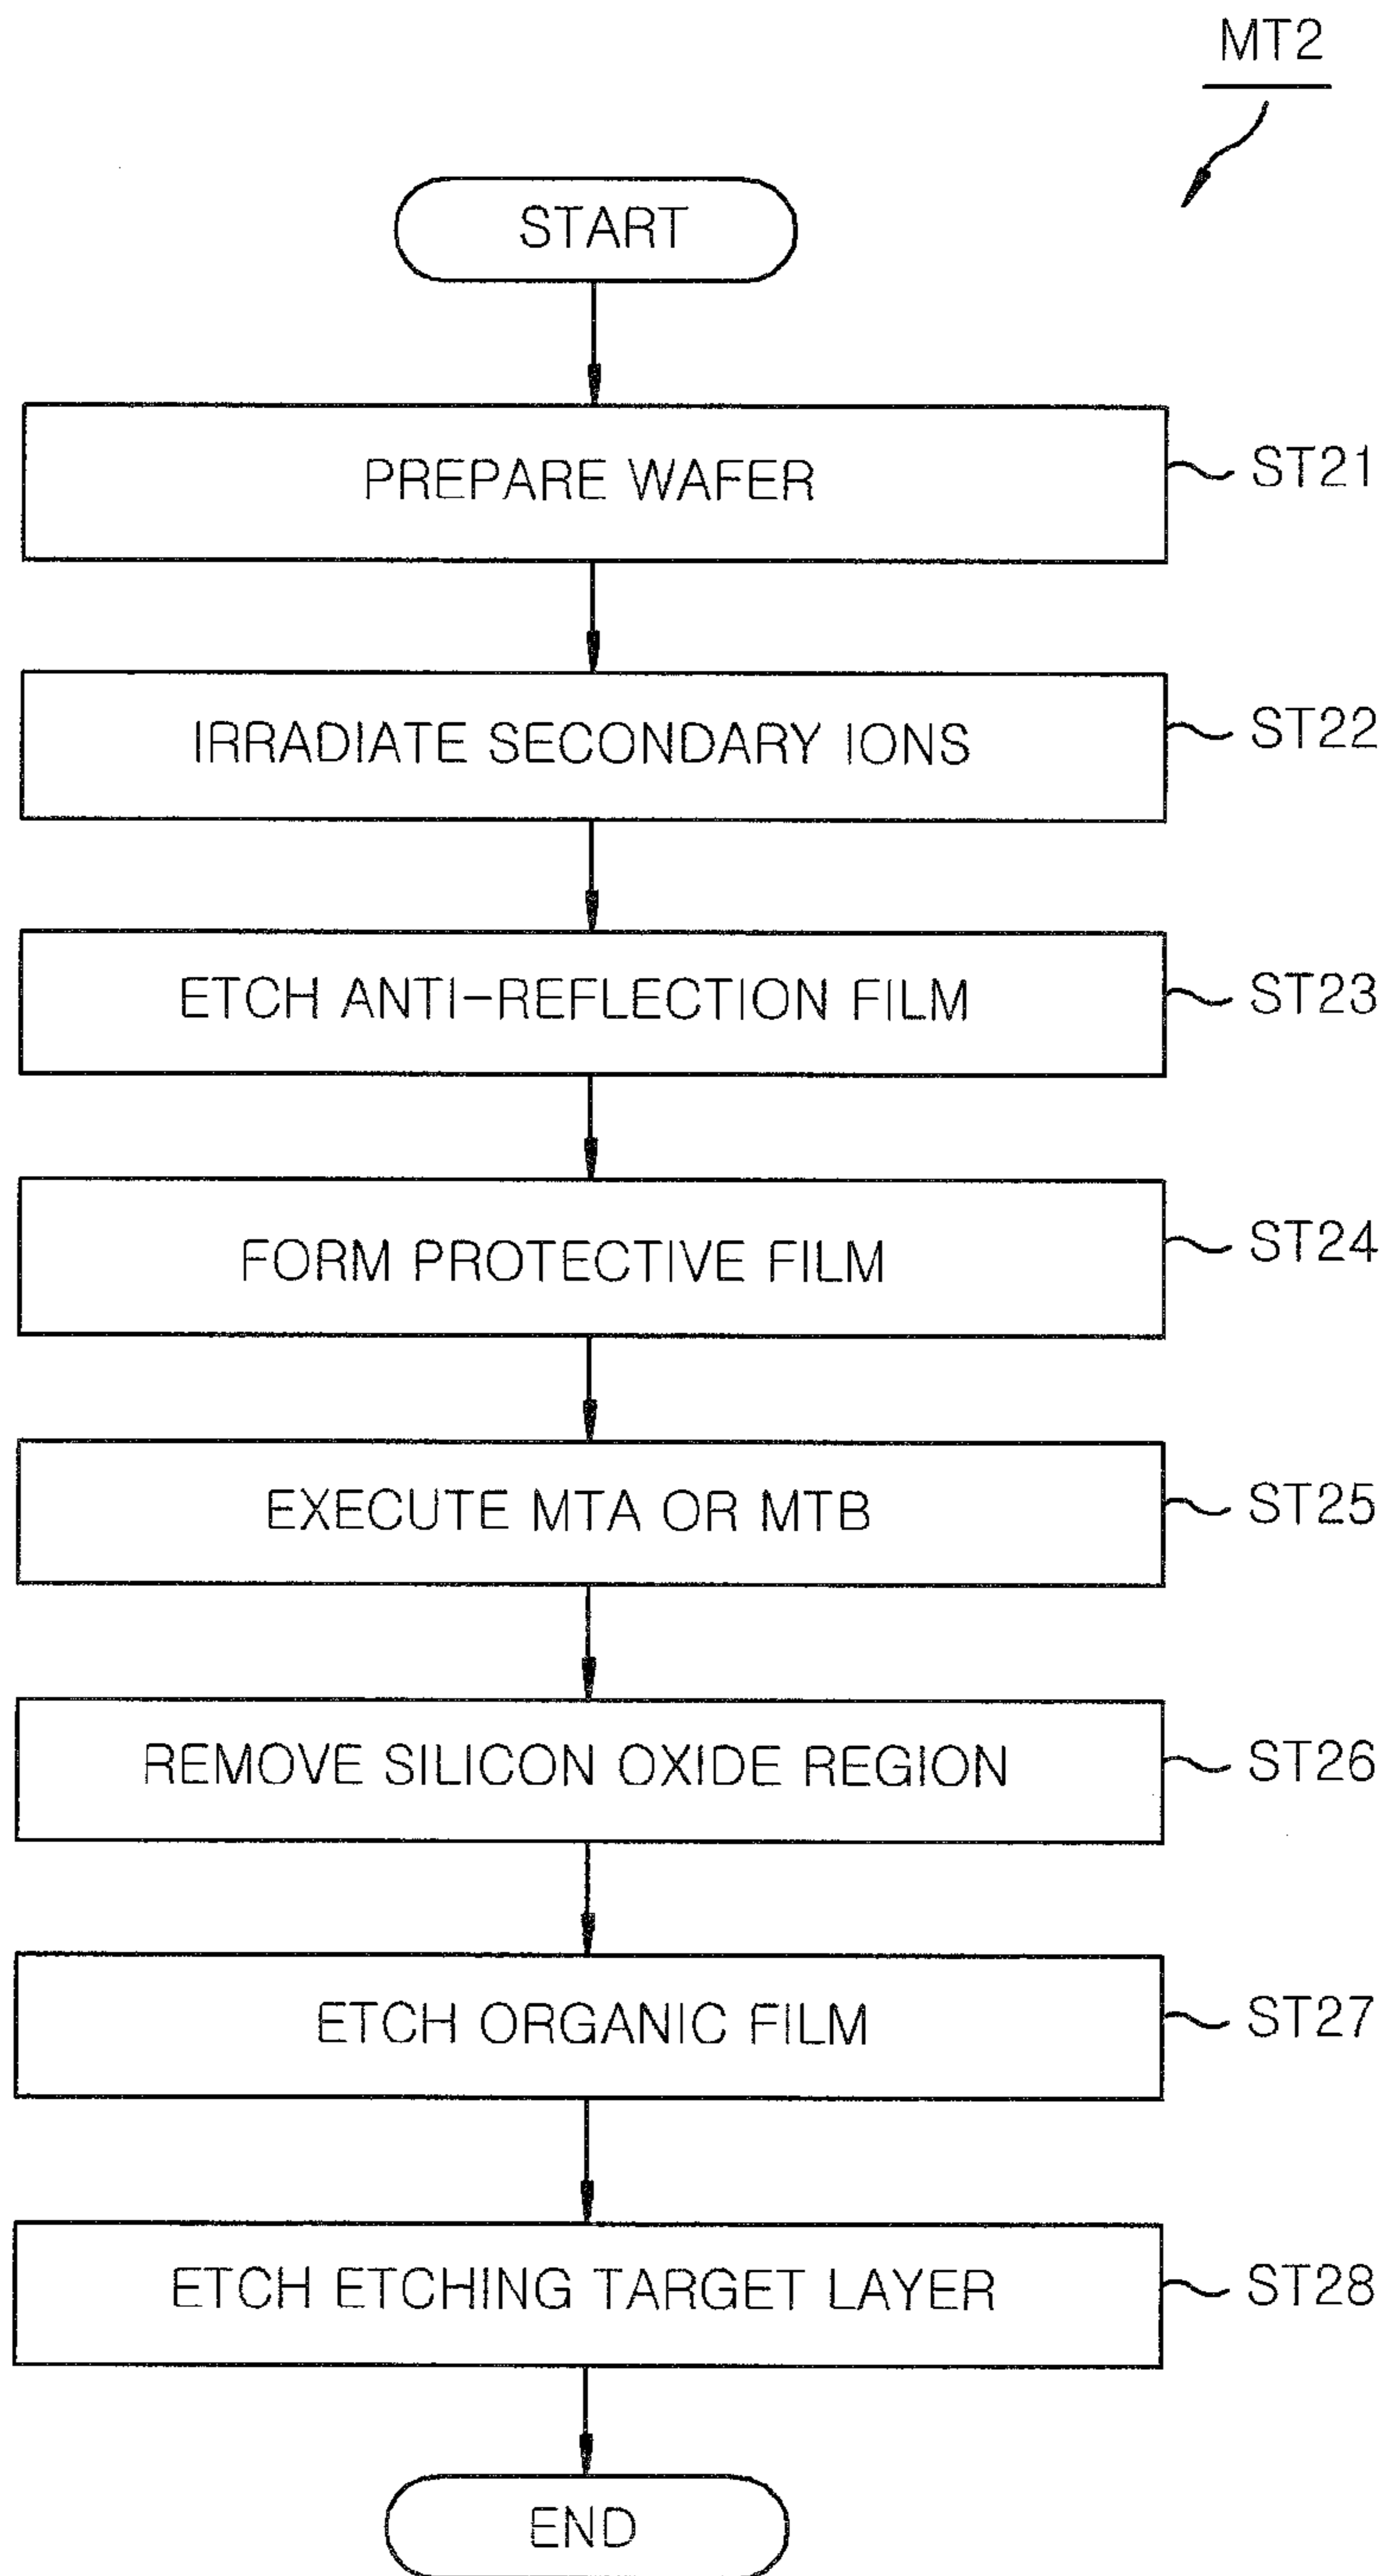 MT2
START
PREPARE WAFER
ST21
IRRADIATE SECONDARY IONS
ST22
ETCH ANTI-REFLECTION FILM
ST23
FORM PROTECTIVE FILM
ST24
EXECUTE MTA OR MTB
ST25
REMOVE SILICON OXIDE REGION
ST26
ETCH ORGANIC FILM
ST27
ETCH ETCHING TARGET LAYER
ST28
END